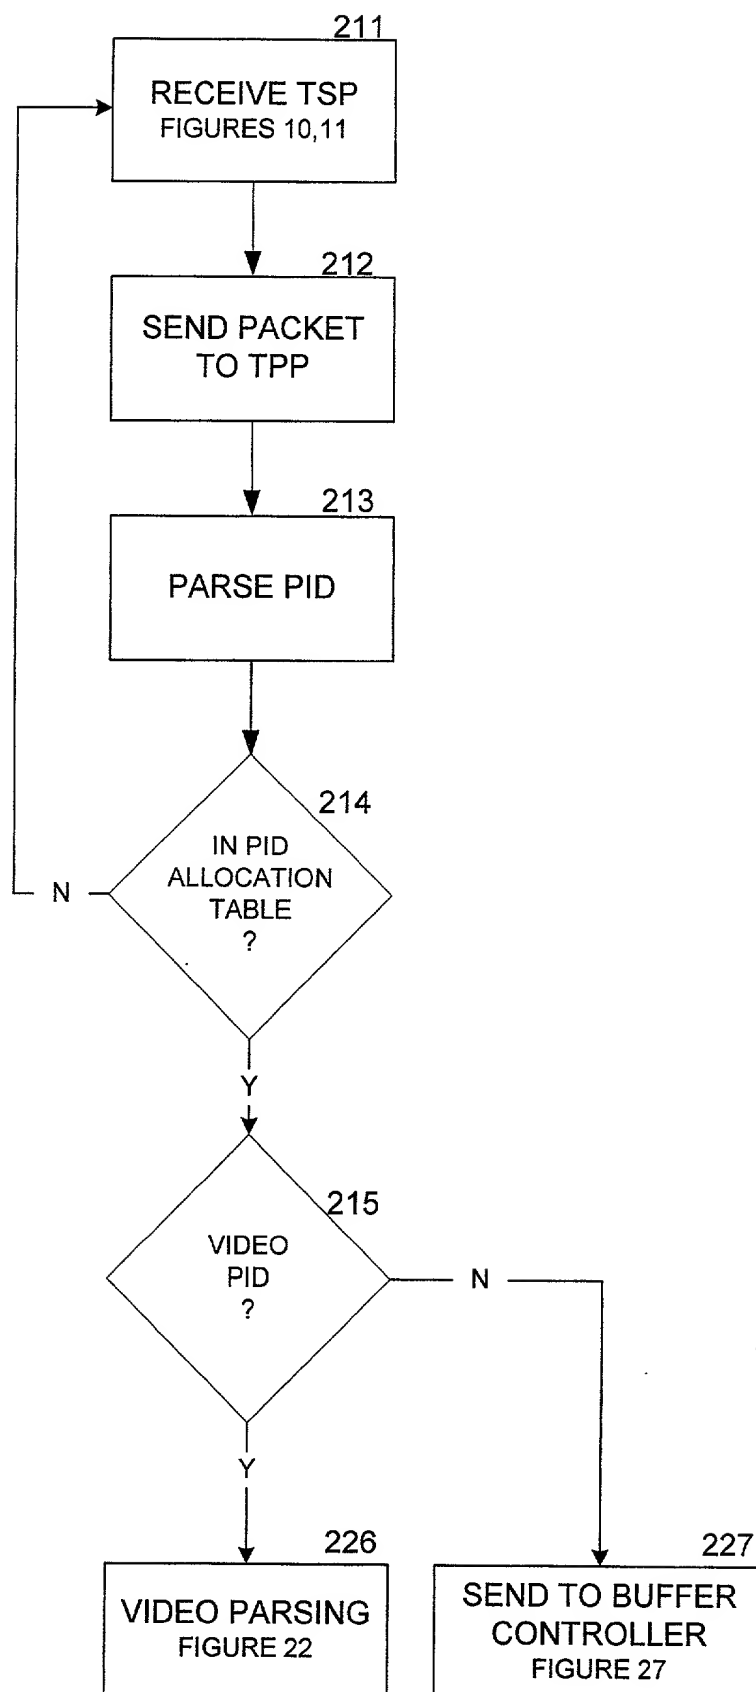 211
RECEIVE TSP
FIGURES 10,11
212
SEND PACKET
TO TPP
213
PARSE PID
214
IN PID
ALLOCATION
TABLE
?
N
Y
215
VIDEO
PID
?
N
Y
226
VIDEO PARSING
FIGURE 22
227
SEND TO BUFFER
CONTROLLER
FIGURE 27